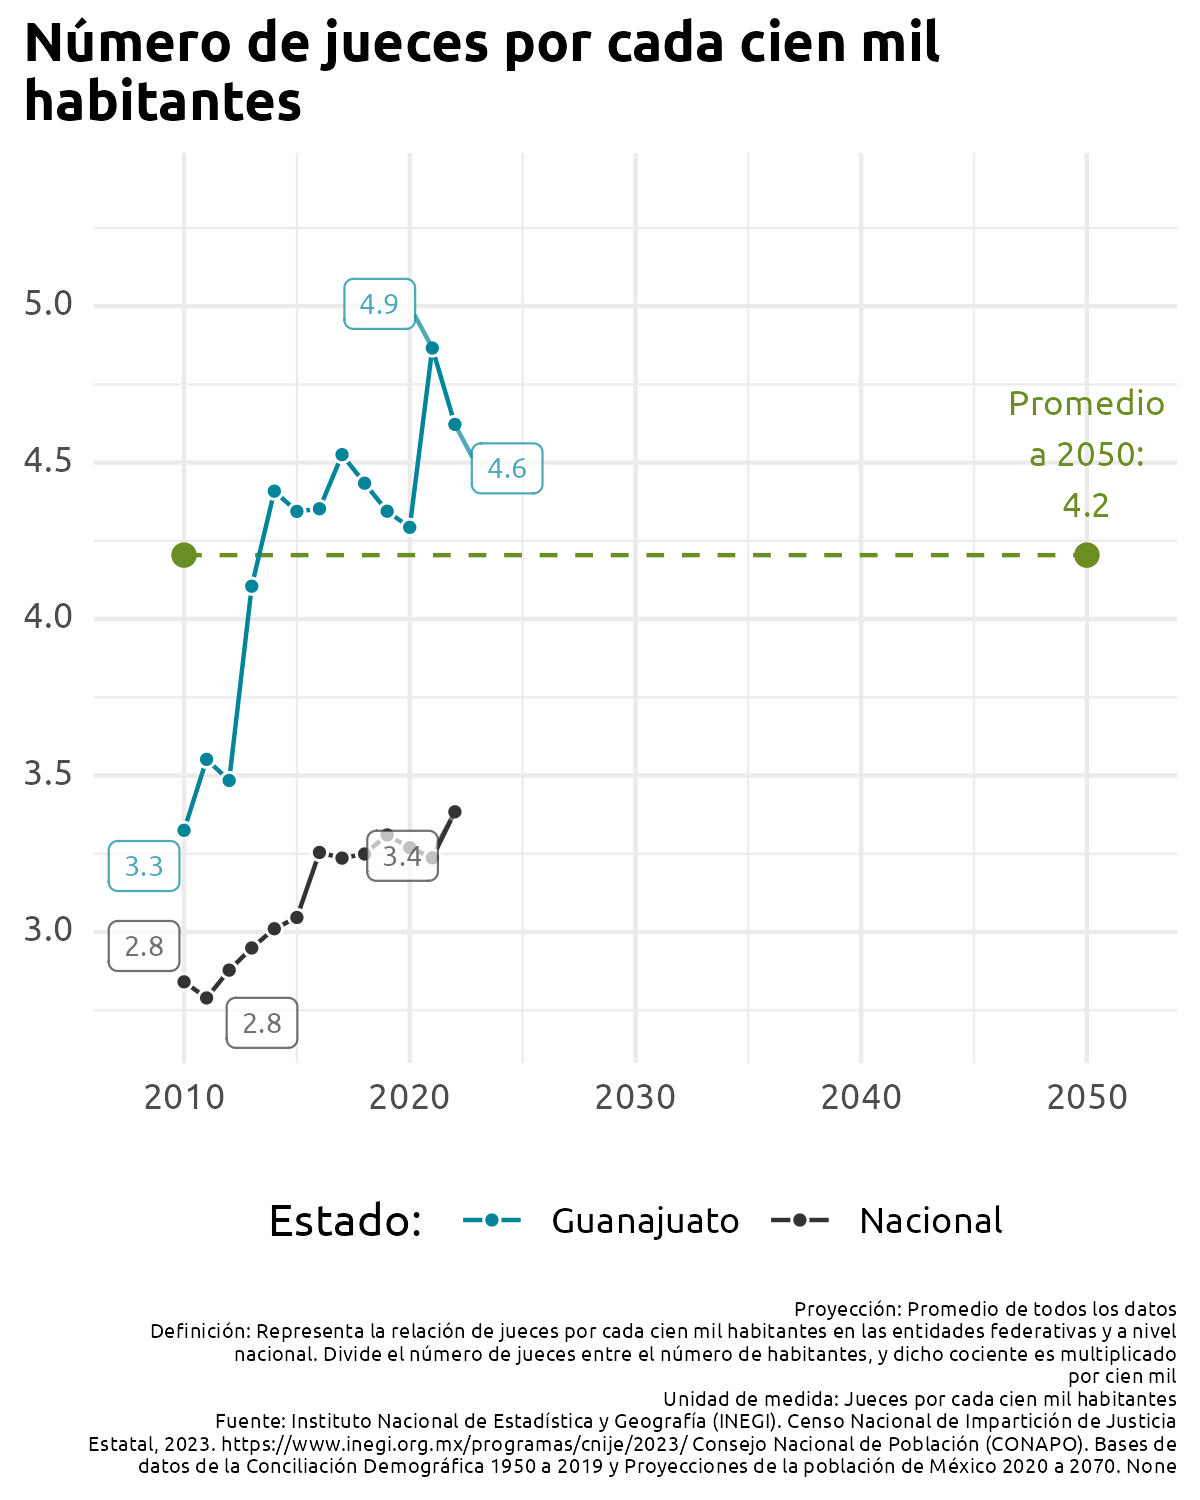 Número de jueces por cada cien mil
habitantes
5.0
4.5
4.0
3.5
3.0
4.9
4.6
Promedio
a 2050:
4.2
3.3
3.4
2.8
2.8
2010 2020 2030 2040 2050
Estado: Guanajuato Nacional
Proyección: Promedio de todos los datos
Definición: Representa la relación de jueces por cada cien mil habitantes en las entidades federativas y a nivel
nacional. Divide el número de jueces entre el número de habitantes, y dicho cociente es multiplicado
por cien mil
Unidad de medida: Jueces por cada cien mil habitantes
Fuente: Instituto Nacional de Estadística y Geografía (INEGI). Censo Nacional de Impartición de Justicia
Estatal, 2023. https://www.inegi.org.mx/programas/cnije/2023/ Consejo Nacional de Población (CONAPO). Bases de
datos de la Conciliación Demográfica 1950 a 2019 y Proyecciones de la población de México 2020 a 2070. None